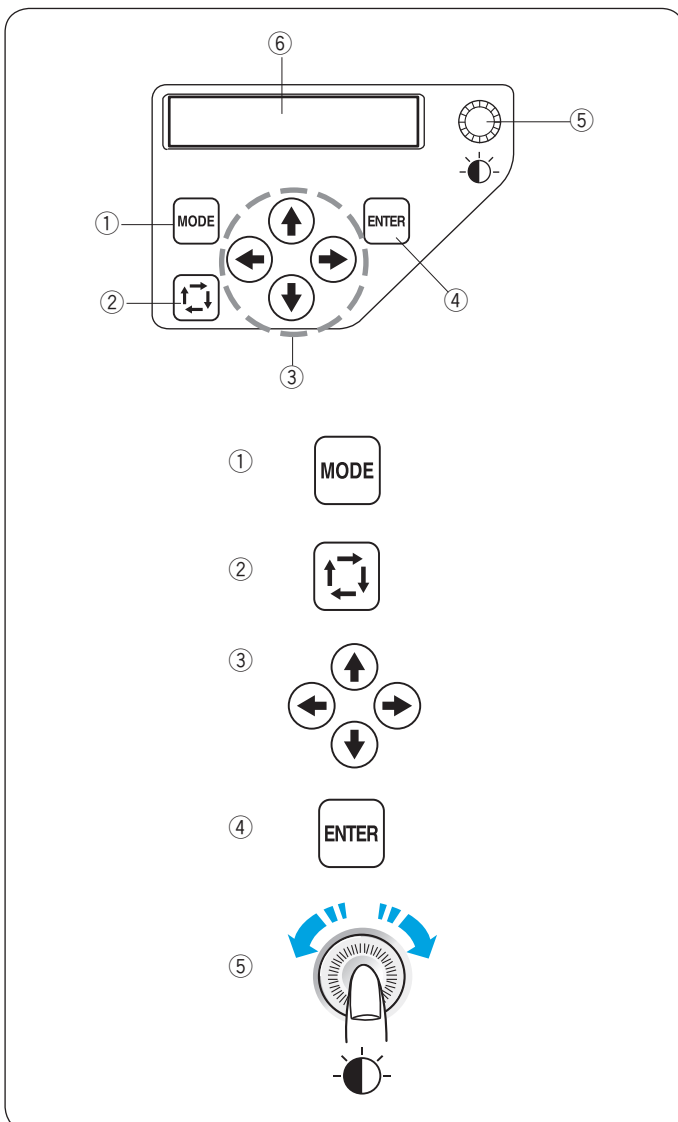 ⑥
⑤
① MODE ENTER
② ④
③
① MODE
②
③
④ ENTER
⑤